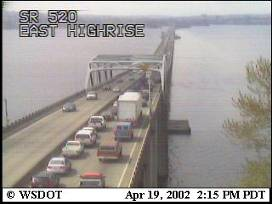 SR 520
EAST HIGHRISE
© WSDOT Apr 19, 2002 2:15 PM PDT